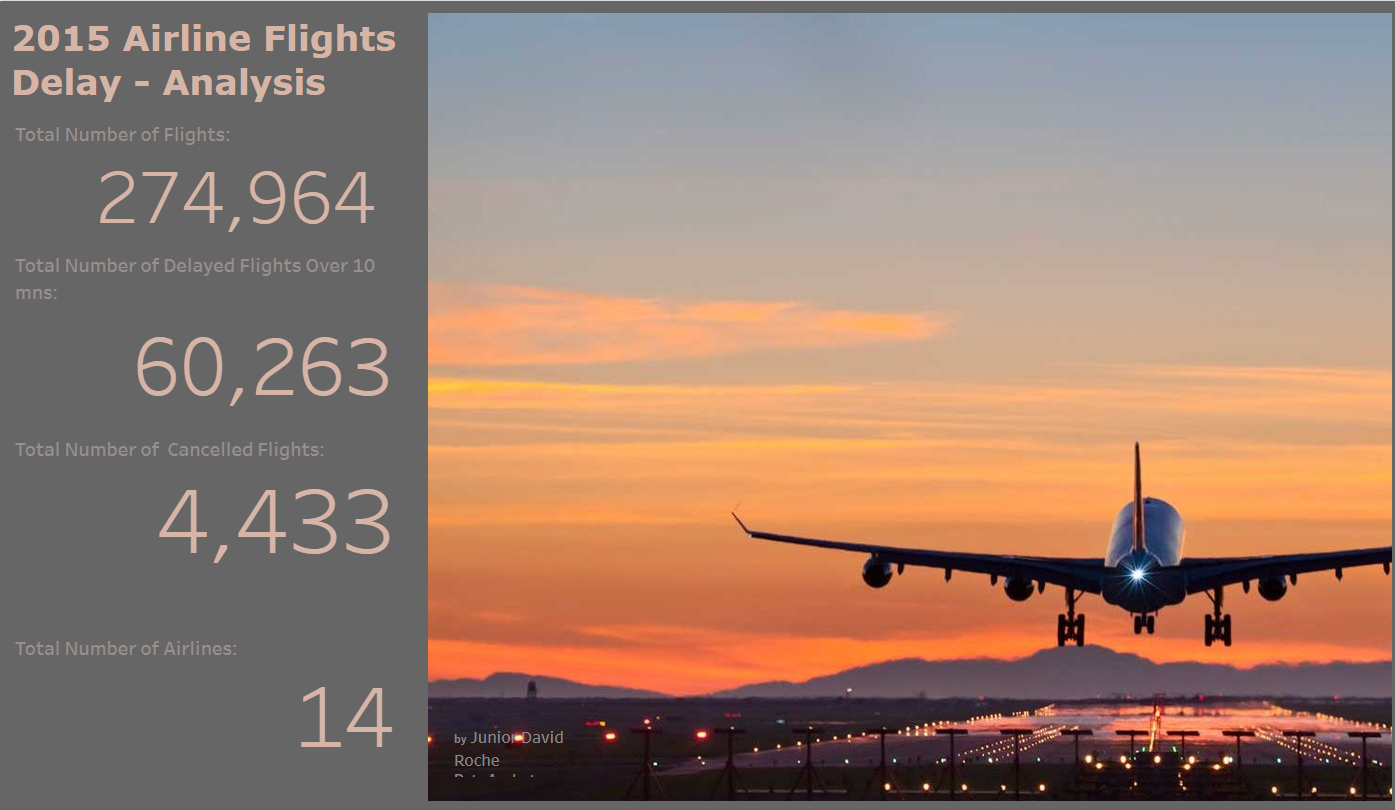 2015 Airline Flights
Delay - Analysis
Total Number of Flights:
274,964
Total Number of Delayed Flights Over 10
mns:
60,263
Total Number of  Cancelled Flights:
4,433
Total Number of Airlines:
14
by Junior David
Roche